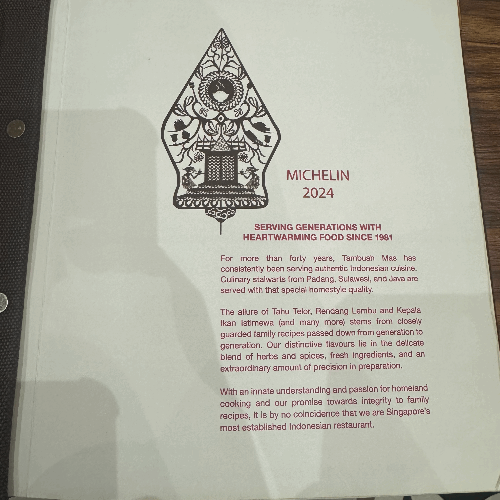 MICHELIN
2024
SERVING GENERATIONS WITH
HEARTWARMING FOOD SINCE 1981
For more than forty years, Tambuah Mas has
consistently been serving authentic Indonesian cuisine.
Culinary stalwarts from Padang, Sulawesi, and Java are
served with that special homestyle quality.
The allure of Tahu Telor, Rendang Lembu and Kepala
Ikan Istimewa (and many more) stems from closely
guarded family recipes passed down from generation to
generation. Our distinctive flavours lie in the delicate
blend of herbs and spices, fresh ingredients, and an
extraordinary amount of precision in preparation.
With an innate understanding and passion for homeland
cooking and our promise towards integrity to family
recipes, it is by no coincidence that we are Singapore's
most established Indonesian restaurant.